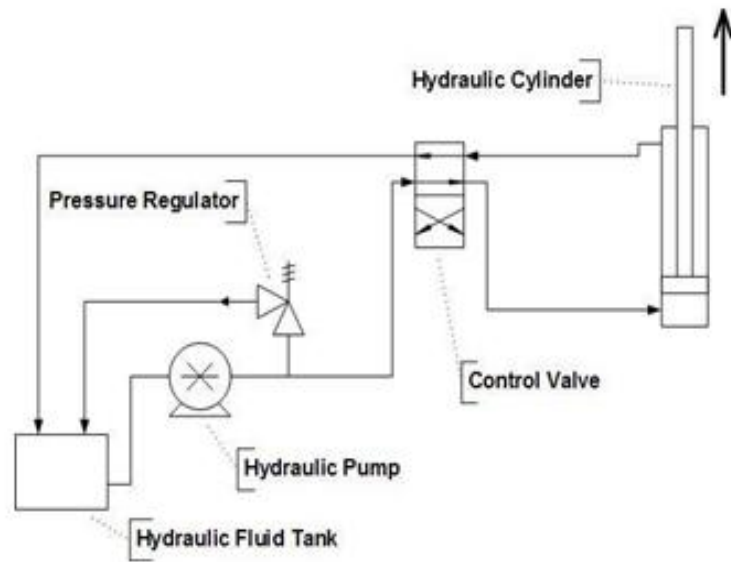 Hydraulic Cylinder
Pressure Regulator
Control Valve
Hydraulic Pump
Hydraulic Fluid Tank